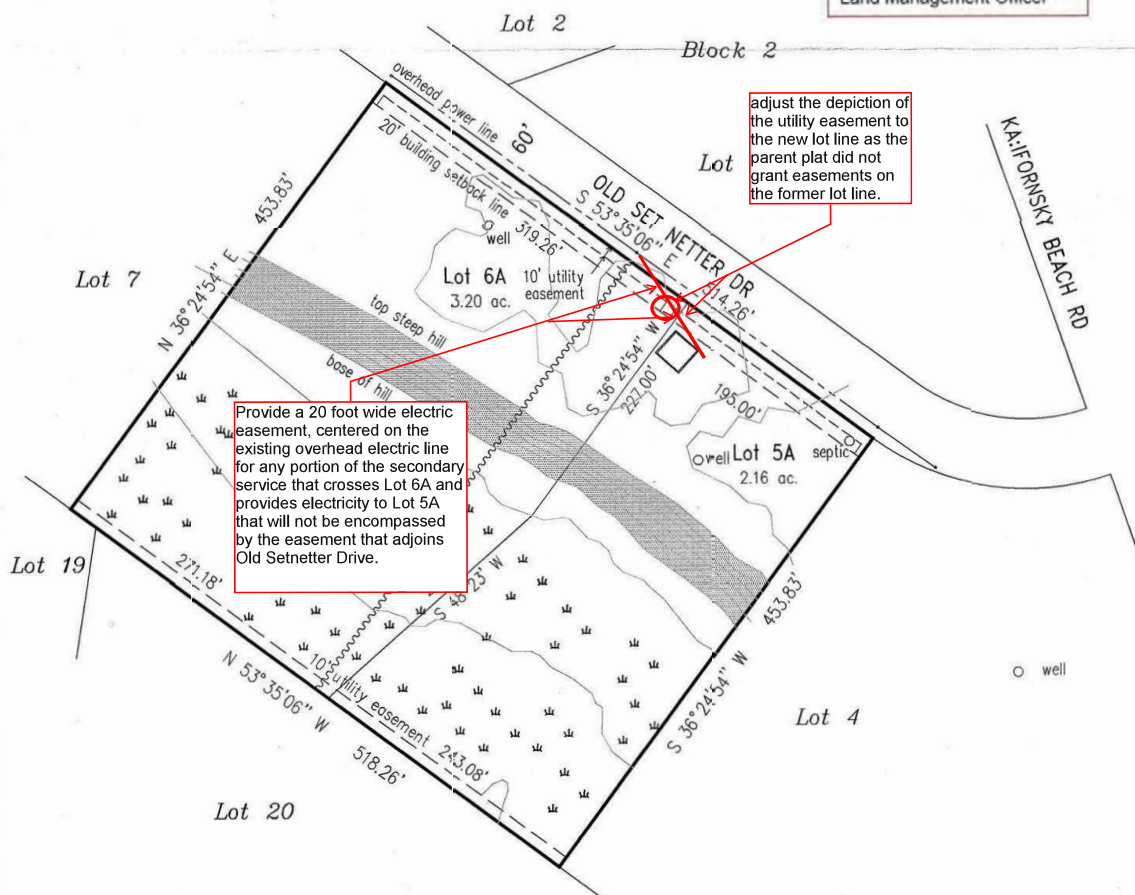 Land Management Officer
Lot 2
Block 2
overhead power line
60'
20' building setback line
adjust the depiction of
the utility easement to
the new lot line as the
parent plat did not
grant easements on
the former lot line.
Lot
KA:IFORNSKY BEACH RD
OLD SET NETTER DR
S 53°35'06" E
514.26'
453.83'
319.26'
well
Lot 7
N 36°24'54" E
Lot 6A
3.20 ac.
10' utility
easement
top steep hill
base of hill
S 36°24'54" W
227.00'
195.00'
Provide a 20 foot wide electric
easement, centered on the
existing overhead electric line
for any portion of the secondary
service that crosses Lot 6A and
provides electricity to Lot 5A
that will not be encompassed
by the easement that adjoins
Old Setnetter Drive.
well
Lot 5A
septic
2.16 ac.
Lot 19
271.18'
23' W
453.83'
S 36°24'54" W
well
10' utility easement
243.08'
N 53°35'06" W
518.26'
Lot 4
Lot 20